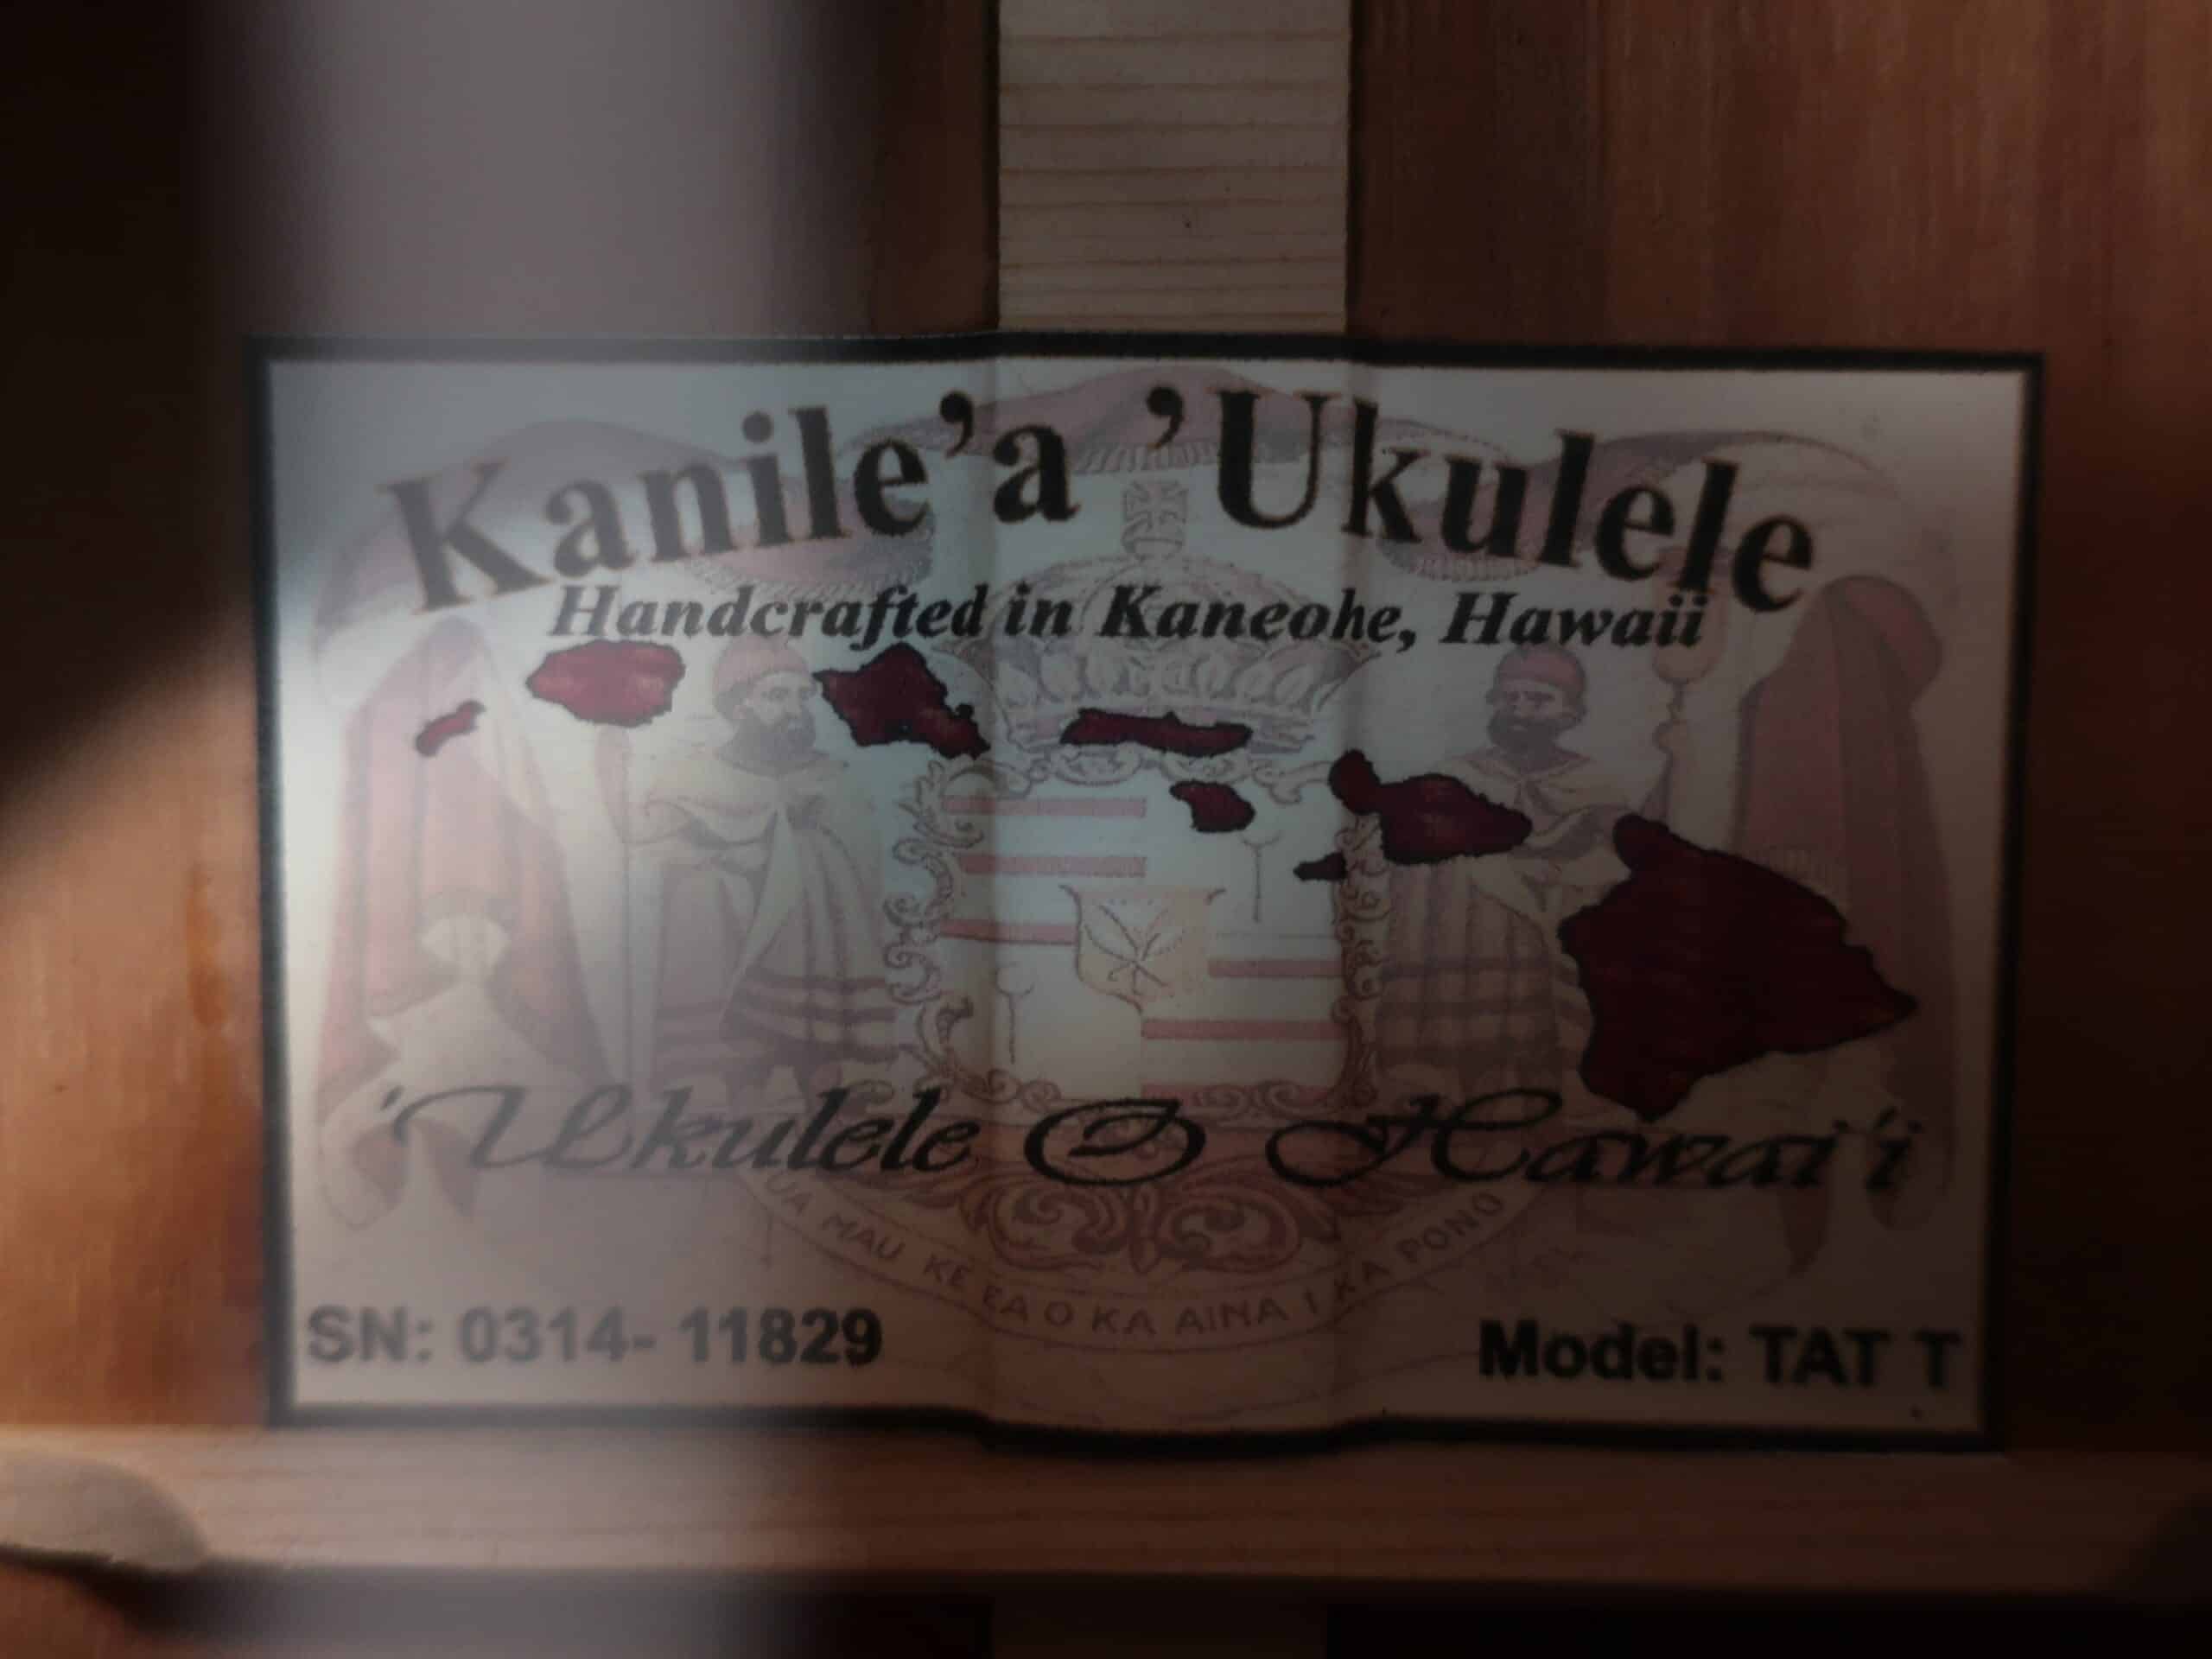 Kanile’a ’Ukulele
Handcrafted in Kaneohe, Hawaii
'Ukulele O Hawai'i
UA MAU KE EA O KA AINA I KA PONO
SN: 0314- 11829
Model: TAT T